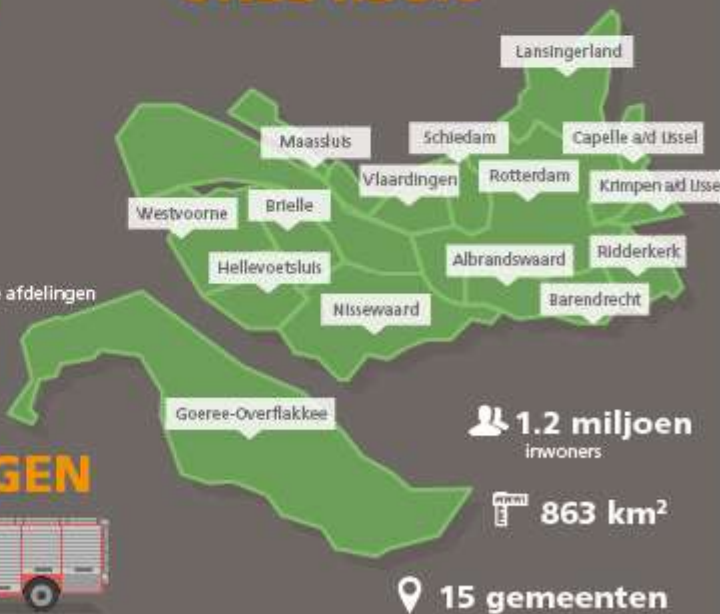 Lansingerland
Maassluis
Schiedam
Capelle a/d IJssel
Vlaardingen
Rotterdam
Krimpen a/d IJsse
Westvoorne
Brielle
Hellevoetsluis
Albrandswaard
Ridderkerk
afdelingen
Nissewaard
Barendrecht
Goeree-Overflakkee
1.2 miljoen
inwoners
GEN
863 km²
15 gemeenten